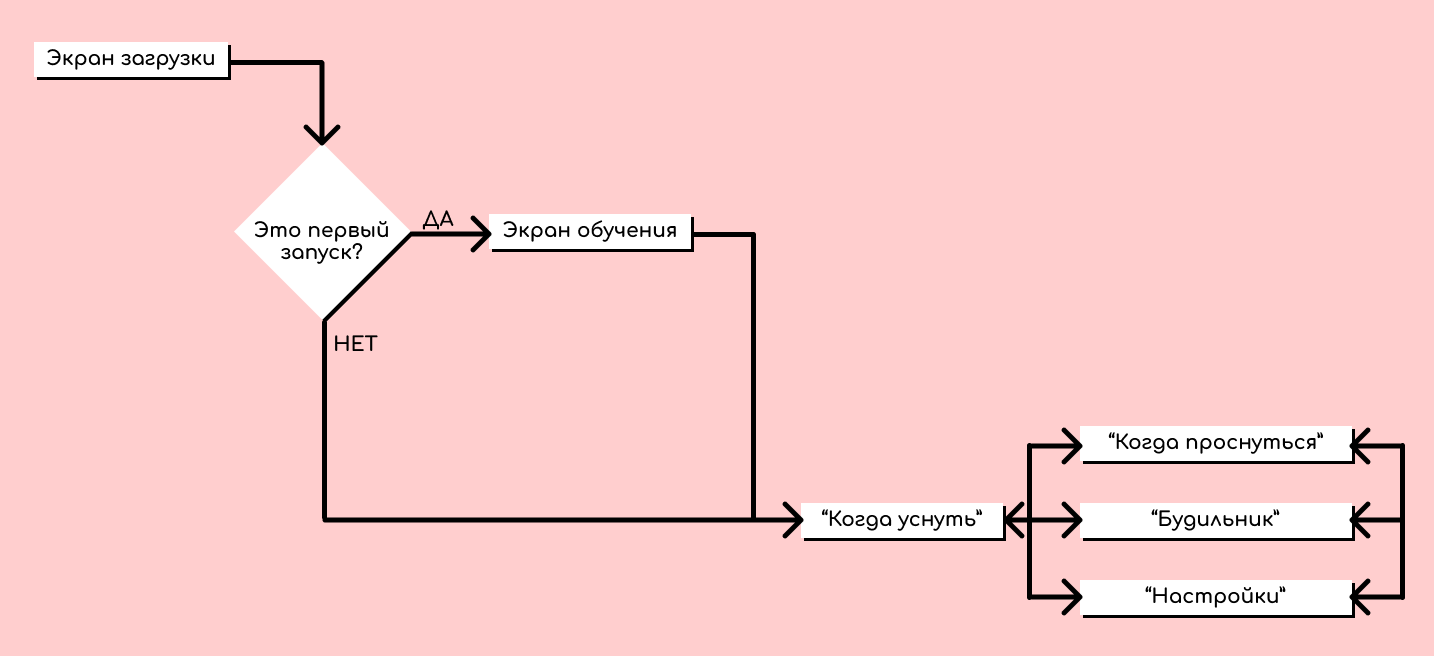 Экран загрузки
Это первый
запуск?
ДА
Экран обучения
НЕТ
“Когда уснуть”
“Когда проснуться”
“Будильник”
“Настройки”